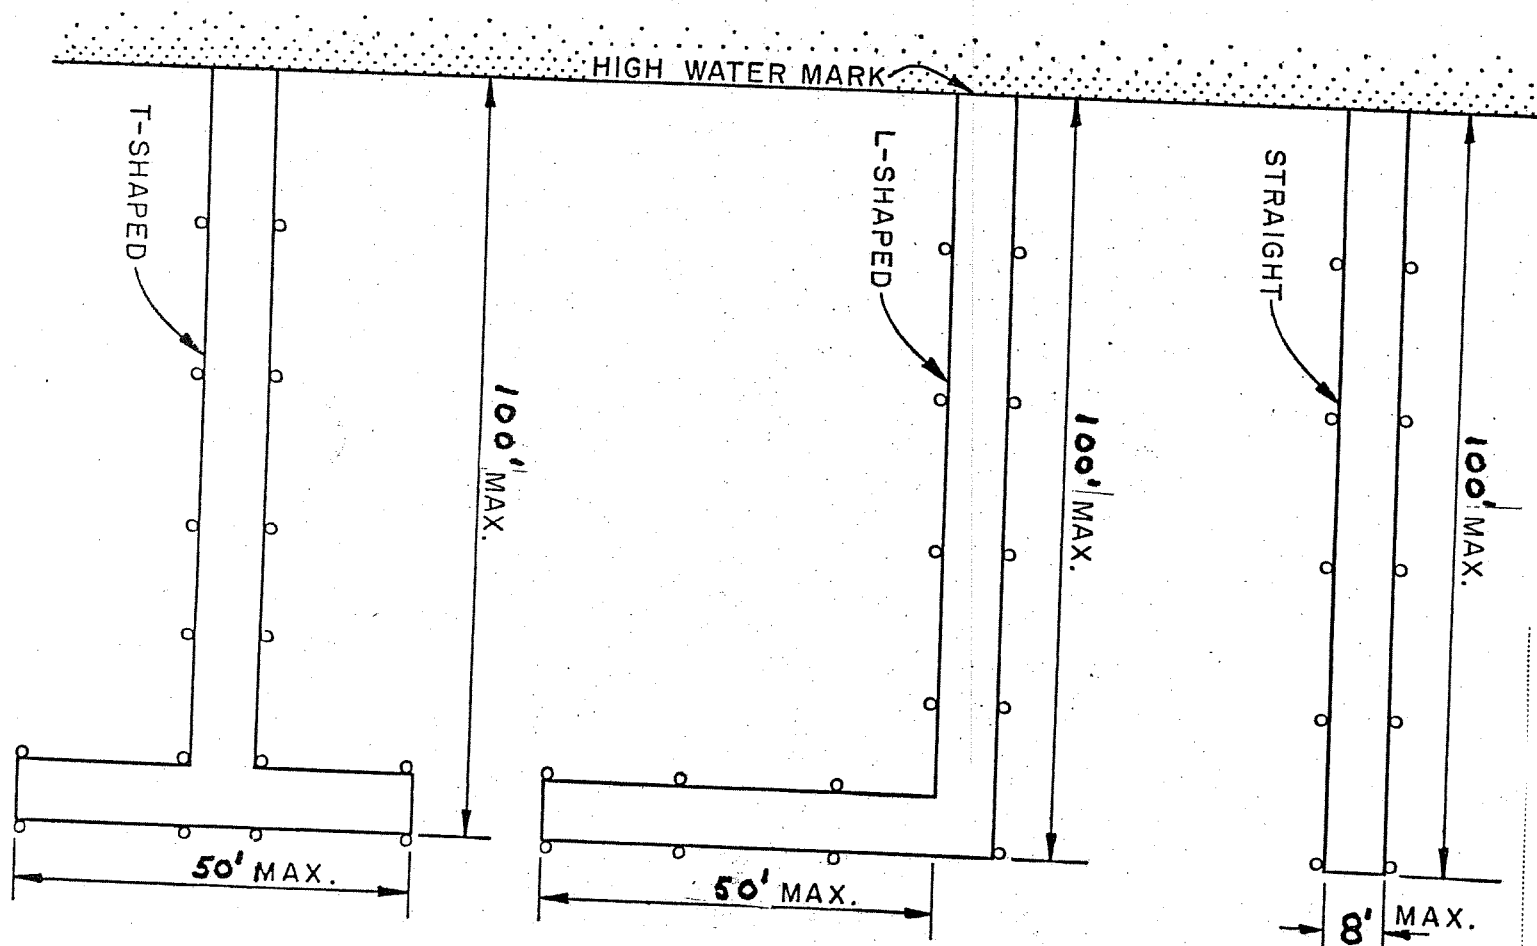 HIGH WATER MARK
T-SHAPED
L-SHAPED
STRAIGHT
100' MAX.
100' MAX.
100' MAX.
50' MAX.
50' MAX.
8' MAX.